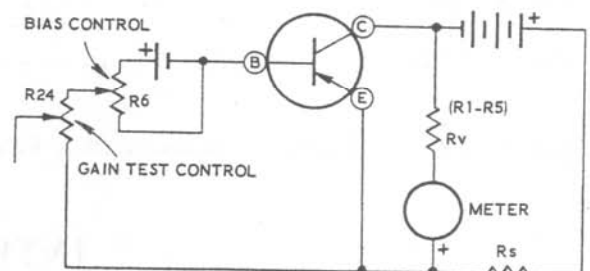 BIAS CONTROL
+
B
C
E
+
R24
R6
(R1-R5)
Rv
GAIN TEST CONTROL
METER
+
Rs